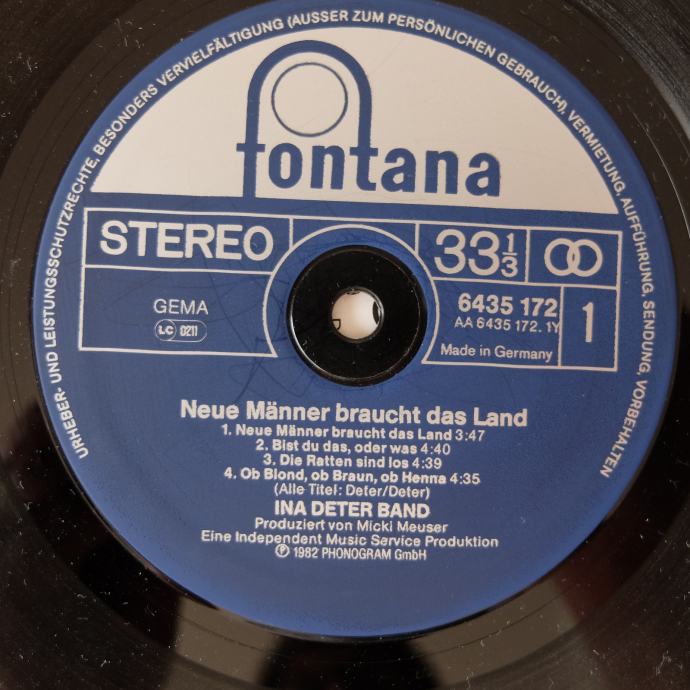 URHEBER- UND LEISTUNGSSCHUTZRECHTE, BESONDERS VERVIELFÄLTIGUNG (AUSSER ZUM PERSÖNLICHEN GEBRAUCH), VERMIETUNG, AUFFÜHRUNG, SENDUNG, VORBEHALTEN
fontana
STEREO
33 1/3
GEMA
LC 0211
6435 172
AA 6435 172.1Y
Made in Germany
1
Neue Männer braucht das Land
1. Neue Männer braucht das Land 3:47
2. Bist du das, oder was 4:40
3. Die Ratten sind los 4:39
4. Ob Blond, ob Braun, ob Henna 4:35
(Alle Titel: Deter/Deter)
INA DETER BAND
Produziert von Micki Meuser
Eine Independent Music Service Produktion
℗ 1982 PHONOGRAM GmbH